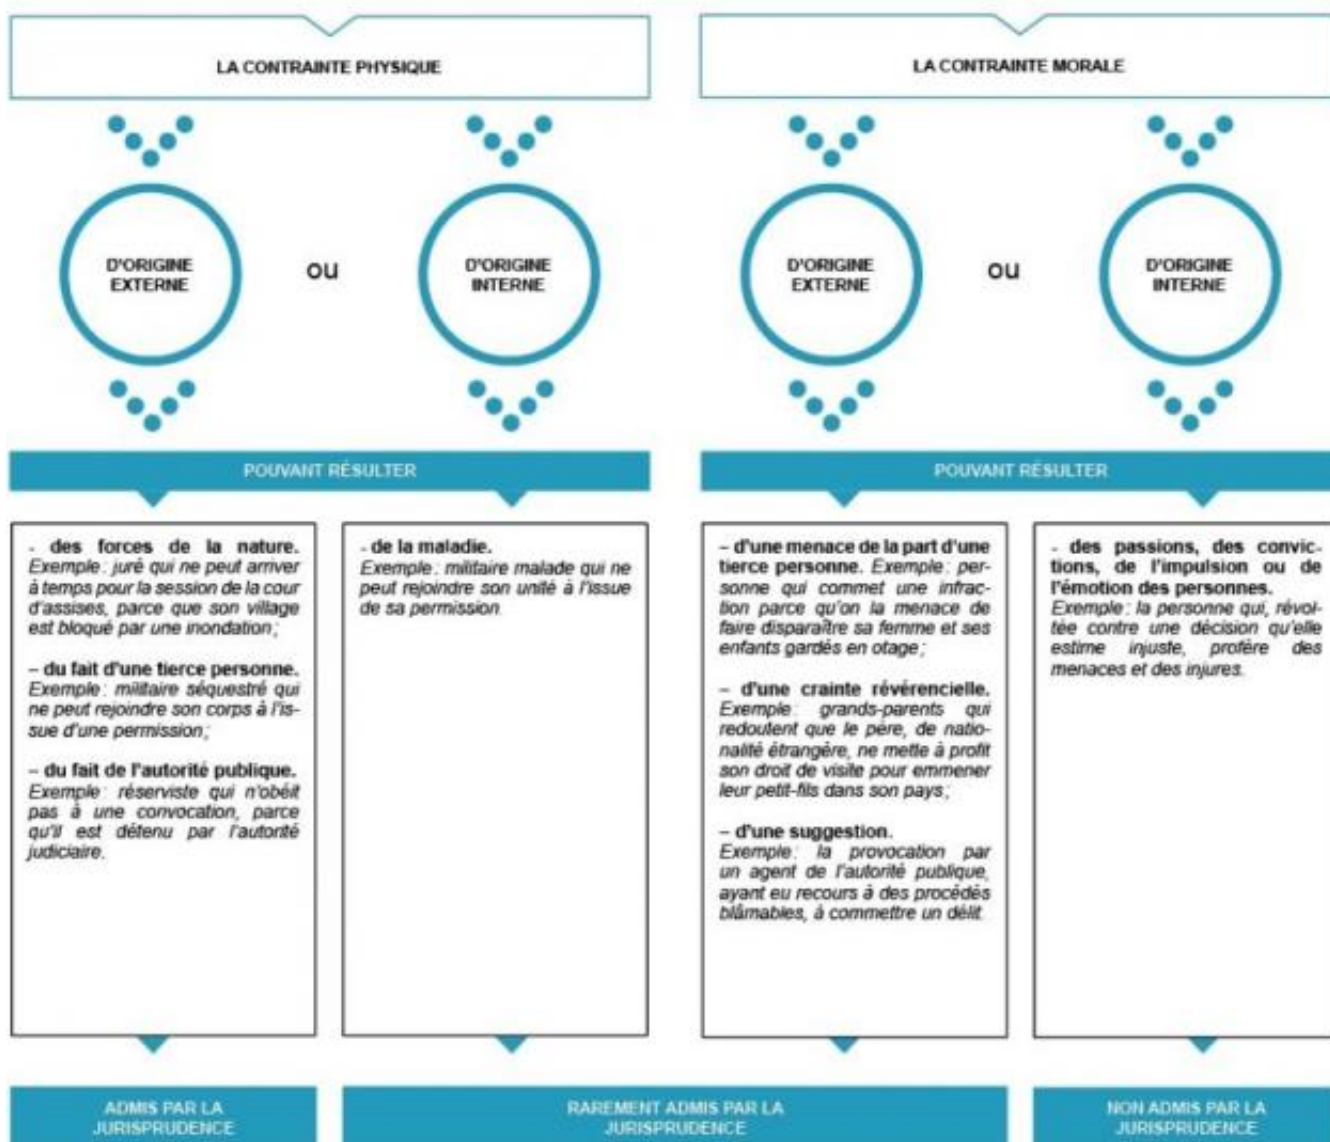 LA CONTRAINTE PHYSIQUE
LA CONTRAINTE MORALE
D'ORIGINE
EXTERNE
ou
D'ORIGINE
INTERNE
D'ORIGINE
EXTERNE
ou
D'ORIGINE
INTERNE
POUVANT RÉSULTER
POUVANT RÉSULTER
- des forces de la nature.
Exemple : juré qui ne peut arriver
à temps pour la session de la cour
d'assises, parce que son village
est bloqué par une inondation ;
– du fait d'une tierce personne.
Exemple : militaire séquestré qui
ne peut rejoindre son corps à l'is-
sue d'une permission ;
– du fait de l'autorité publique.
Exemple : réserviste qui n'obéit
pas à une convocation, parce
qu'il est détenu par l'autorité
judiciaire.
- de la maladie.
Exemple : militaire malade qui ne
peut rejoindre son unité à l'issue
de sa permission
– d'une menace de la part d'une
tierce personne. Exemple : per-
sonne qui commet une infrac-
tion parce qu'on la menace de
faire disparaître sa femme et ses
enfants gardés en otage ;
– d'une crainte révérencielle.
Exemple : grands-parents qui
redoutent que le père, de natio-
nalité étrangère, ne mette à profit
son droit de visite pour emmener
leur petit-fils dans son pays ;
– d'une suggestion.
Exemple : la provocation par
un agent de l'autorité publique,
ayant eu recours à des procédés
blâmables, à commettre un délit.
- des passions, des convic-
tions, de l'impulsion ou de
l'émotion des personnes.
Exemple : la personne qui, révol-
tée contre une décision qu'elle
estime injuste, profère des
menaces et des injures.
ADMIS PAR LA
JURISPRUDENCE
RAREMENT ADMIS PAR LA
JURISPRUDENCE
NON ADMIS PAR LA
JURISPRUDENCE